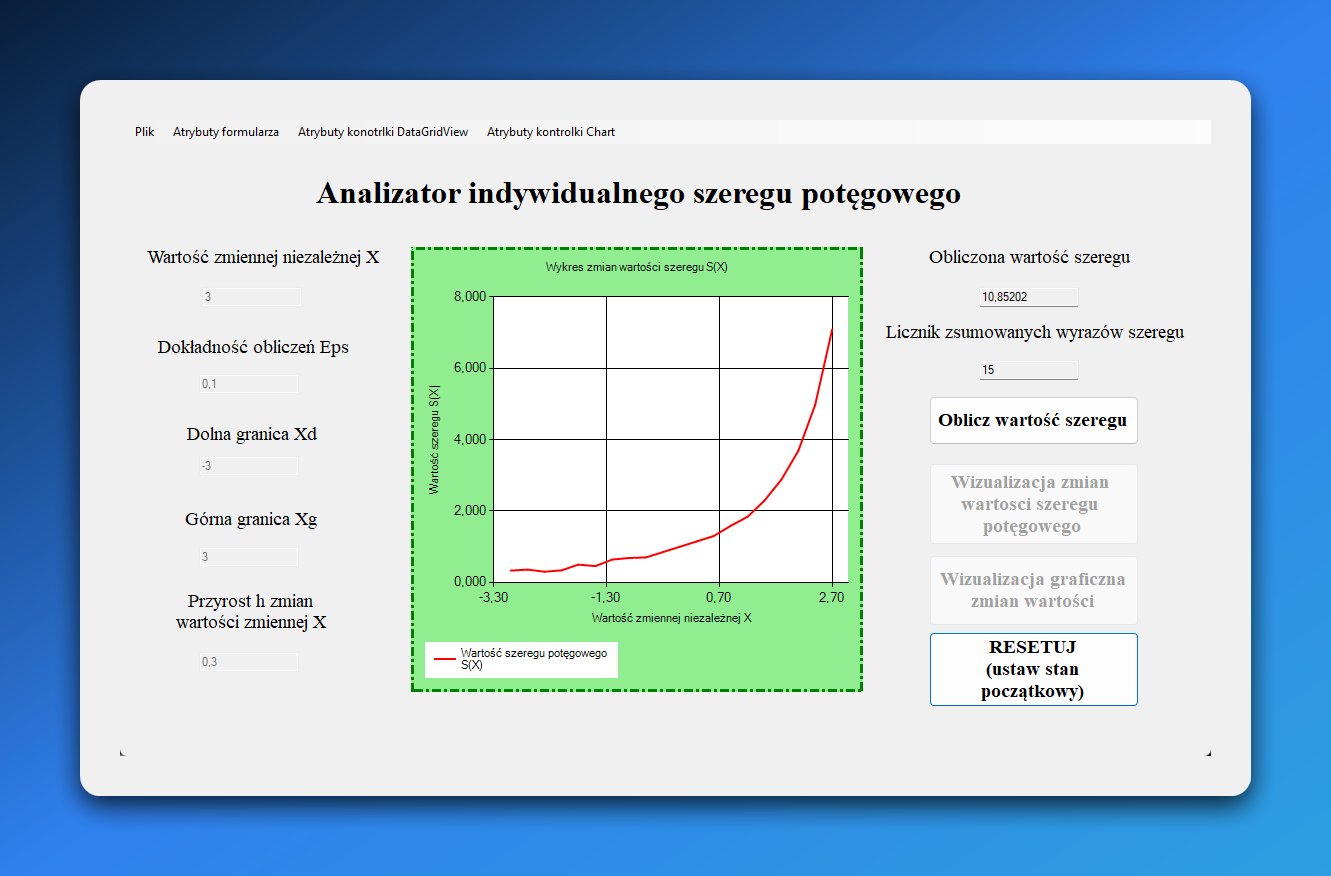 Plik Atrybuty formularza Atrybuty konotrlki DataGridView Atrybuty kontrolki Chart
Analizator indywidualnego szeregu potęgowego
Wartość zmiennej niezależnej X
3
Dokładność obliczeń Eps
0,1
Dolna granica Xd
-3
Górna granica Xg
3
Przyrost h zmian
wartości zmiennej X
0,3
Wykres zmian wartości szeregu S(X)
Wartość szeregu S(X)
8,000
6,000
4,000
2,000
0,000
-3,30 -1,30 0,70 2,70
Wartość zmiennej niezależnej X
Wartość szeregu potęgowego
S(X)
Obliczona wartość szeregu
10,85202
Licznik zsumowanych wyrazów szeregu
15
Oblicz wartość szeregu
Wizualizacja zmian
wartosci szeregu
potęgowego
Wizualizacja graficzna
zmian wartości
RESETUJ
(ustaw stan
początkowy)